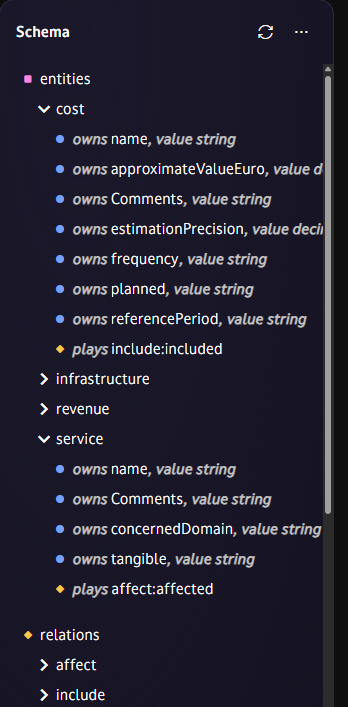 Schema
entities
cost
owns name, value string
owns approximateValueEuro, value d
owns Comments, value string
owns estimationPrecision, value deci
owns frequency, value string
owns planned, value string
owns referencePeriod, value string
plays include:included
infrastructure
revenue
service
owns name, value string
owns Comments, value string
owns concernedDomain, value string
owns tangible, value string
plays affect:affected
relations
affect
include